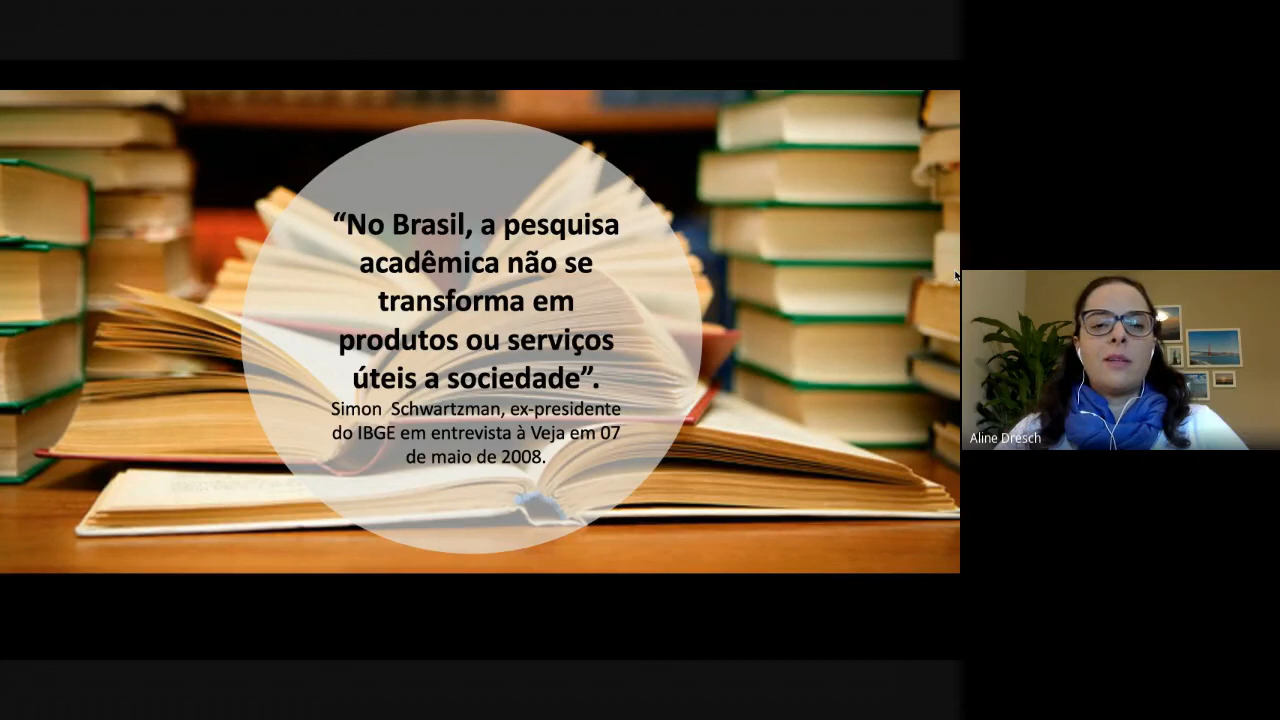 “No Brasil, a pesquisa
acadêmica não se
transforma em
produtos ou serviços
úteis a sociedade”.
Simon Schwartzman, ex-presidente
do IBGE em entrevista à Veja em 07
de maio de 2008.
Aline Dresch